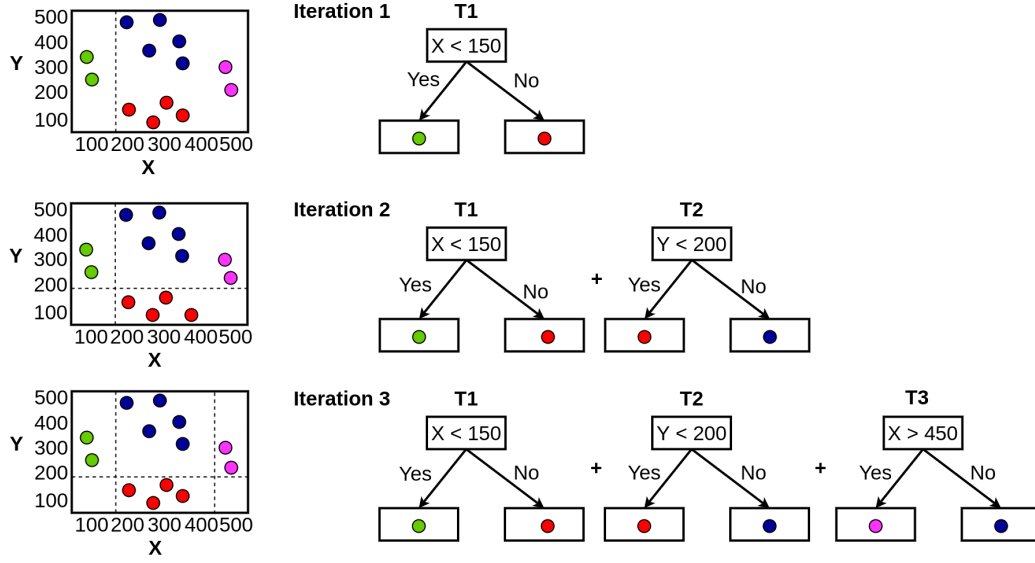 Iteration 1
T1
X < 150
Yes
No
500
400
300
200
100
Y
100 200 300 400 500
X
Iteration 2
T1
T2
X < 150
+
Y < 200
Yes
No
Yes
No
500
400
300
200
100
Y
100 200 300 400 500
X
Iteration 3
T1
T2
T3
X < 150
+
Y < 200
+
X > 450
Yes
No
Yes
No
Yes
No
500
400
300
200
100
Y
100 200 300 400 500
X